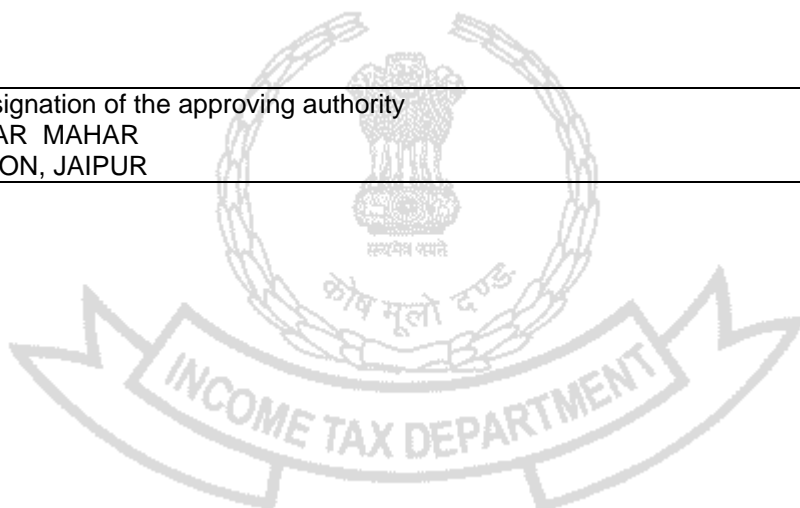 signation of the approving authority
AR MAHAR
ON, JAIPUR
सत्यमेव जयते
कोष मूलो दण्डः
INCOME TAX DEPARTMENT